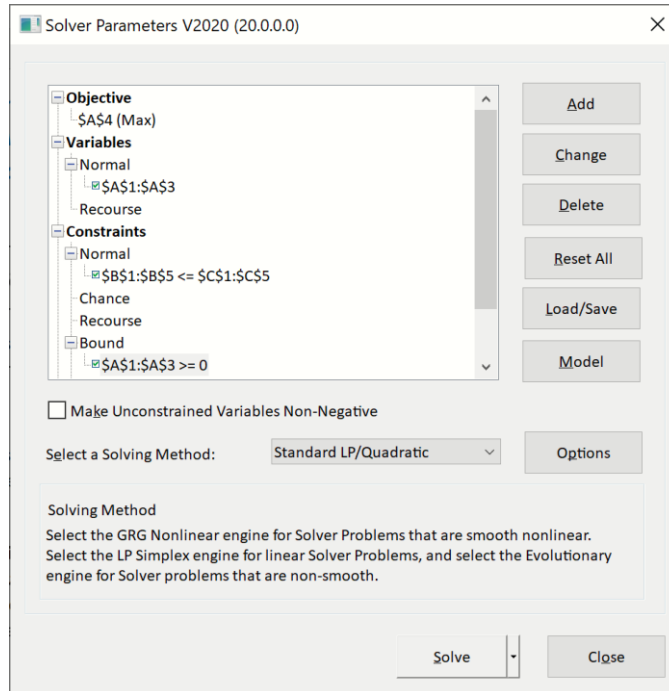 Solver Parameters V2020 (20.0.0.0)
Objective
$A$4 (Max)
Variables
Normal
$A$1:$A$3
Recourse
Constraints
Normal
$B$1:$B$5 <= $C$1:$C$5
Chance
Recourse
Bound
$A$1:$A$3 >= 0
Add
Change
Delete
Reset All
Load/Save
Model
Make Unconstrained Variables Non-Negative
Select a Solving Method:
Standard LP/Quadratic
Options
Solving Method
Select the GRG Nonlinear engine for Solver Problems that are smooth nonlinear.
Select the LP Simplex engine for linear Solver Problems, and select the Evolutionary
engine for Solver problems that are non-smooth.
Solve
Close